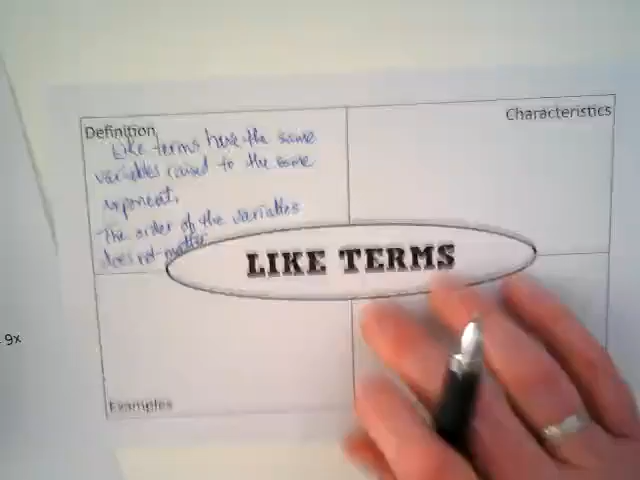 Definition
Like terms have the same
variables raised to the same
exponent.
The order of the variables
does not matter.
Characteristics
LIKE TERMS
9x
Examples